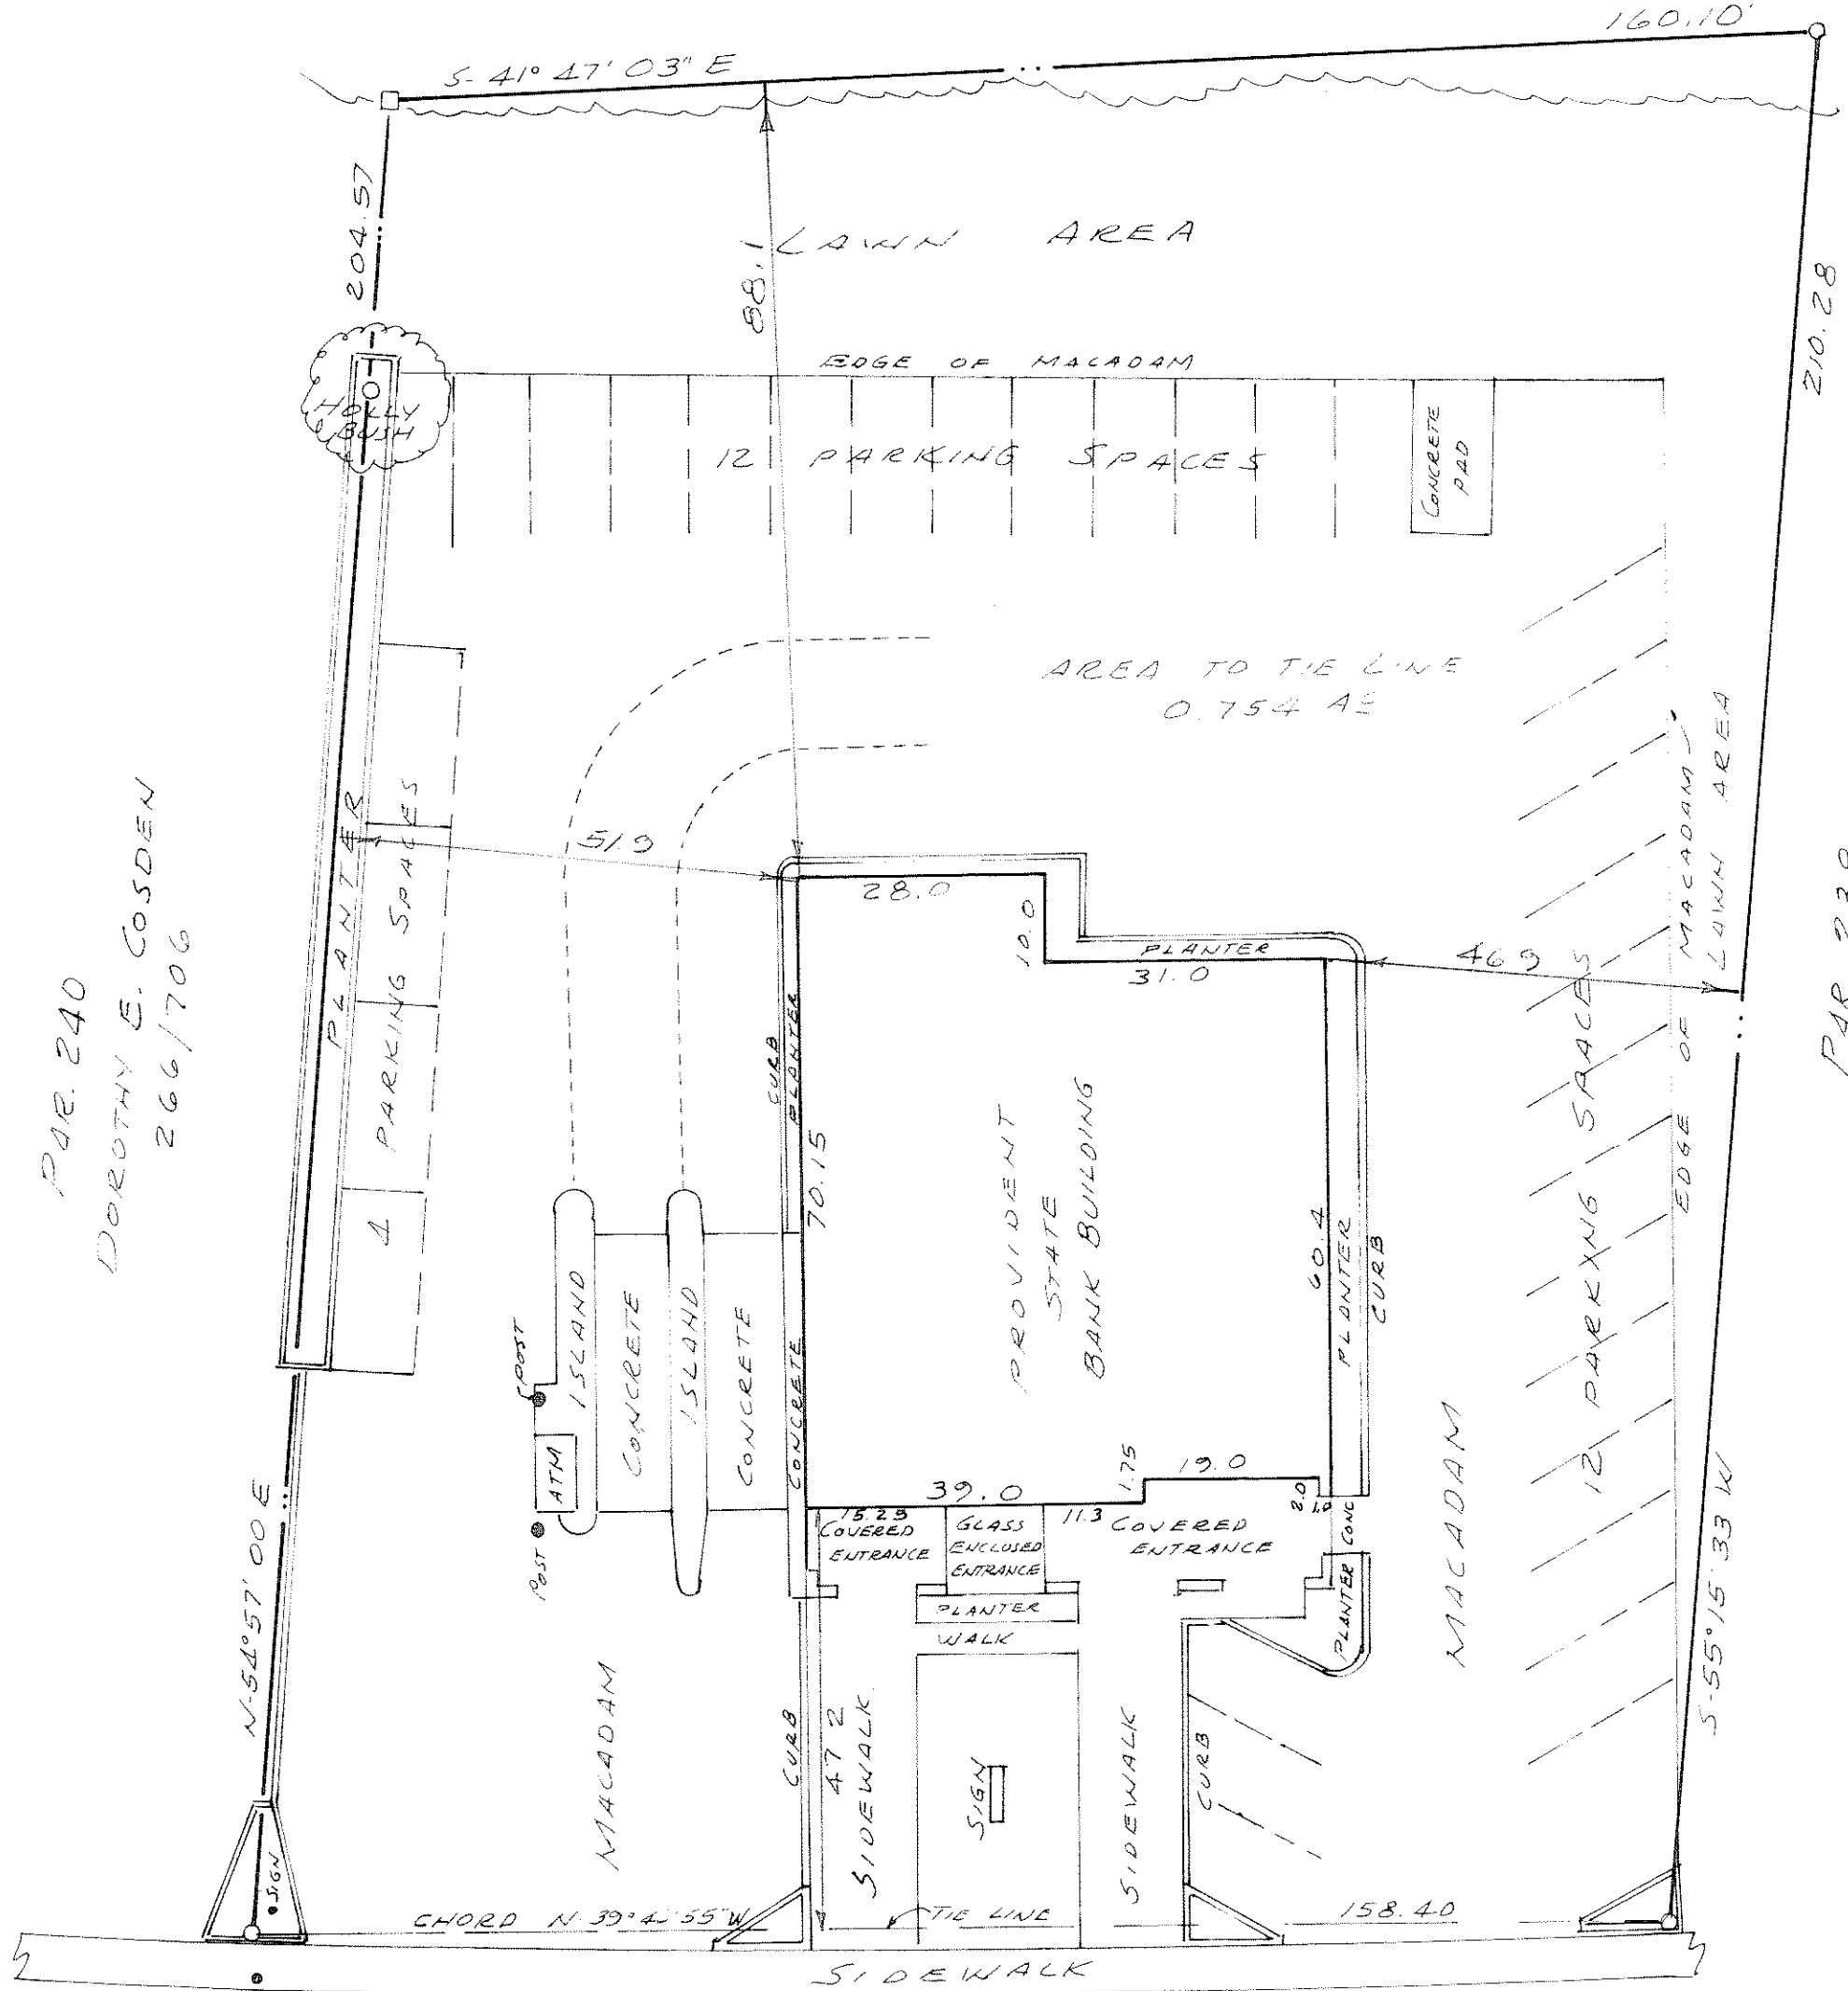 160.10'
S-41° 47' 03" E
204.57
LAWN AREA
88.1
210.28
EDGE OF MACADAM
HOLLY
BUSH
12 PARKING SPACES
CONCRETE
PAD
AREA TO TIE LINE
0.754 AC
PAR. 240
DOROTHY E. COSDEN
266/706
PLANTER
4 PARKING SPACES
51.9
28.0
10.0
PLANTER
31.0
46.9
EDGE OF MACADAM
LAWN AREA
CURB
PLANTER
70.15
PROVIDENT
STATE
BANK BUILDING
60.4
PLANTER
CURB
12 PARKING SPACES
POST
ISLAND
CONCRETE
ISLAND
CONCRETE
CONCRETE
ATM
POST
39.0
1.75
19.0
2.0
1.0
15.25
COVERED
ENTRANCE
GLASS
ENCLOSED
ENTRANCE
11.3
COVERED
ENTRANCE
CONC
PLANTER
PLANTER
WALK
MACADAM
N-54° 57' 00 E
S-55° 15' 33 W
MACADAM
CURB
47.2
SIDEWALK
SIGN
SIDEWALK
CURB
SIGN
CHORD N-39°
55" W
TIE LINE
158.40
SIDEWALK